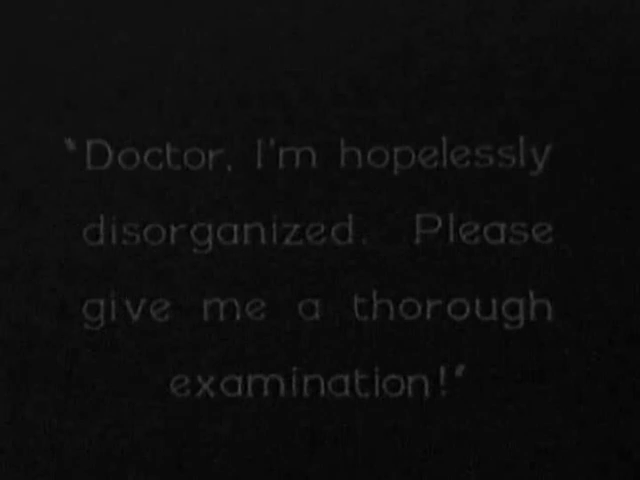 "Doctor, I'm hopelessly
disorganized. Please
give me a thorough
examination!"